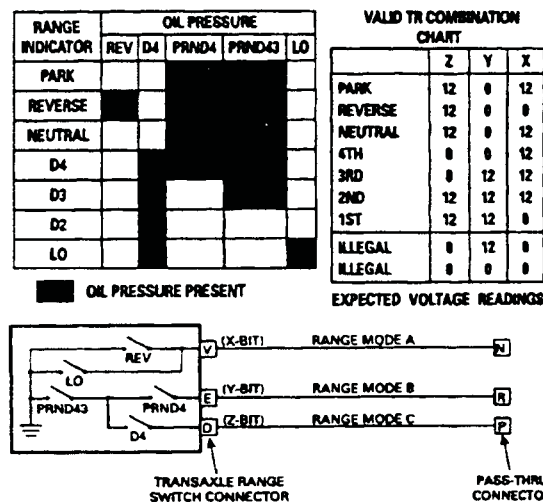 RANGE INDICATOR OIL PRESSURE
REV D4 PRND4 PRND43 LO
PARK
REVERSE
NEUTRAL
D4
D3
D2
LO
OIL PRESSURE PRESENT
VALID TR COMBINATION
CHART
Z Y X
PARK 12 0 12
REVERSE 12 0 0
NEUTRAL 12 0 12
4TH 0 0 12
3RD 0 12 12
2ND 12 12 12
1ST 12 12 0
ILLEGAL 0 12 0
ILLEGAL 0 0 0
EXPECTED VOLTAGE READINGS
REV
LO
PRND43
PRND4
D4
V (X-BIT) RANGE MODE A N
E (Y-BIT) RANGE MODE B R
D (Z-BIT) RANGE MODE C P
TRANSAXLE RANGE
SWITCH CONNECTOR
PASS-THRU
CONNECTO